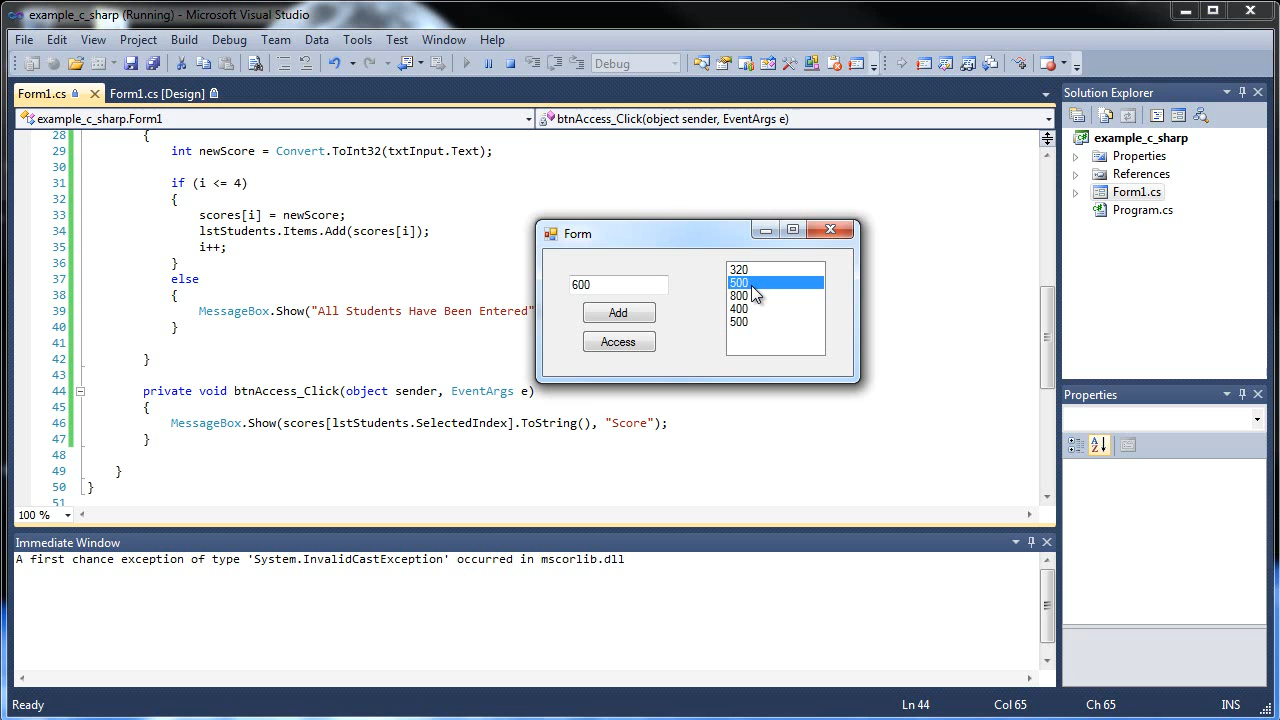 example_c_sharp (Running) - Microsoft Visual Studio
File Edit View Project Build Debug Team Data Tools Test Window Help
Debug
Form1.cs
Form1.cs [Design]
example_c_sharp.Form1
btnAccess_Click(object sender, EventArgs e)
28 {
29 int newScore = Convert.ToInt32(txtInput.Text);
30
31 if (i <= 4)
32 {
33 scores[i] = newScore;
34 lstStudents.Items.Add(scores[i]);
35 i++;
36 }
37 else
38 {
39 MessageBox.Show("All Students Have Been Entered"
40 }
41
42 }
43
44 private void btnAccess_Click(object sender, EventArgs e)
45 {
46 MessageBox.Show(scores[lstStudents.SelectedIndex].ToString(), "Score");
47 }
48
49 }
50 }
51
100 %
Form
600
Add
Access
320
500
800
400
500
Solution Explorer
example_c_sharp
Properties
References
Form1.cs
Program.cs
Properties
Immediate Window
A first chance exception of type 'System.InvalidCastException' occurred in mscorlib.dll
Ready
Ln 44 Col 65 Ch 65 INS